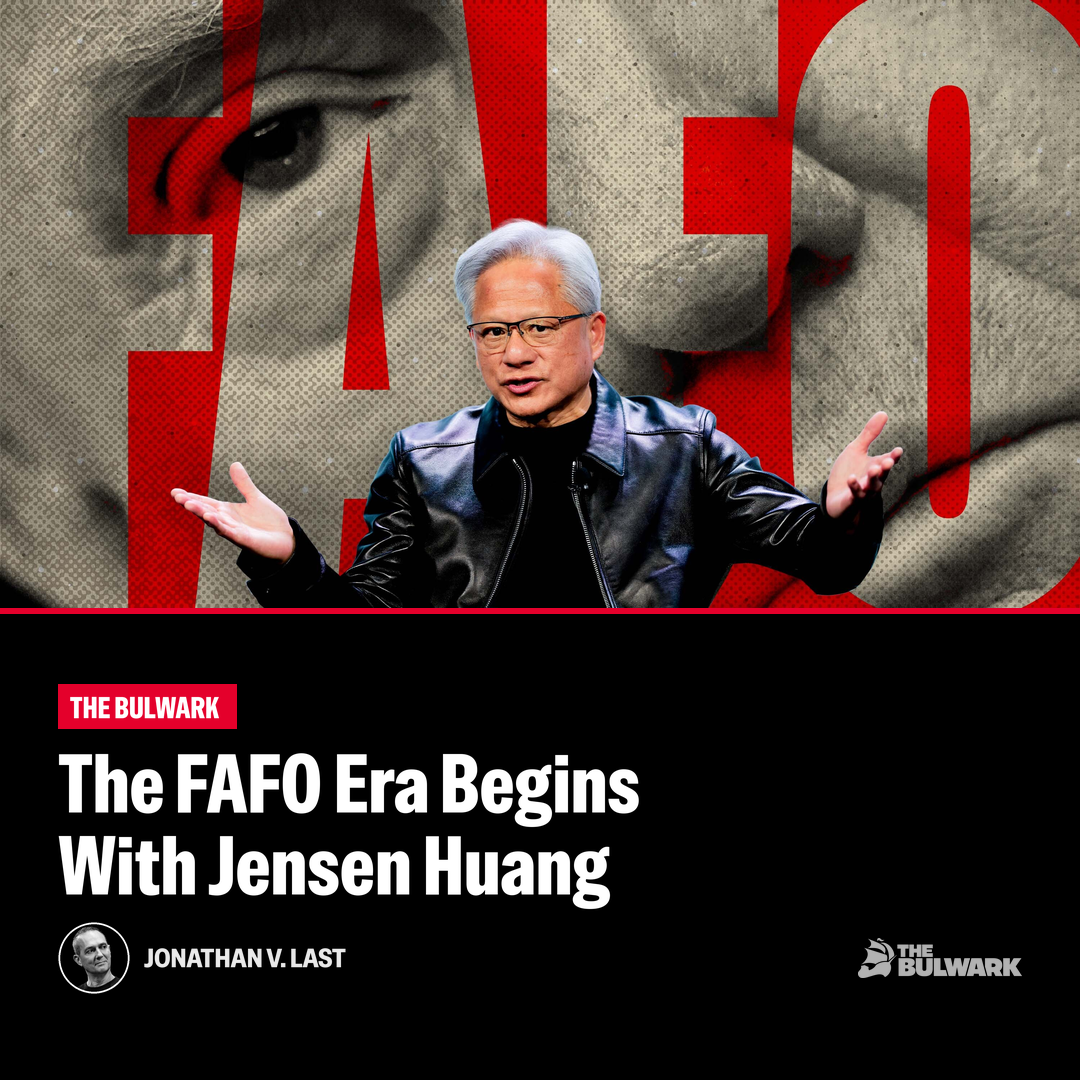 FAFO
THE BULWARK
The FAFO Era Begins
With Jensen Huang
JONATHAN V. LAST
THE
BULWARK